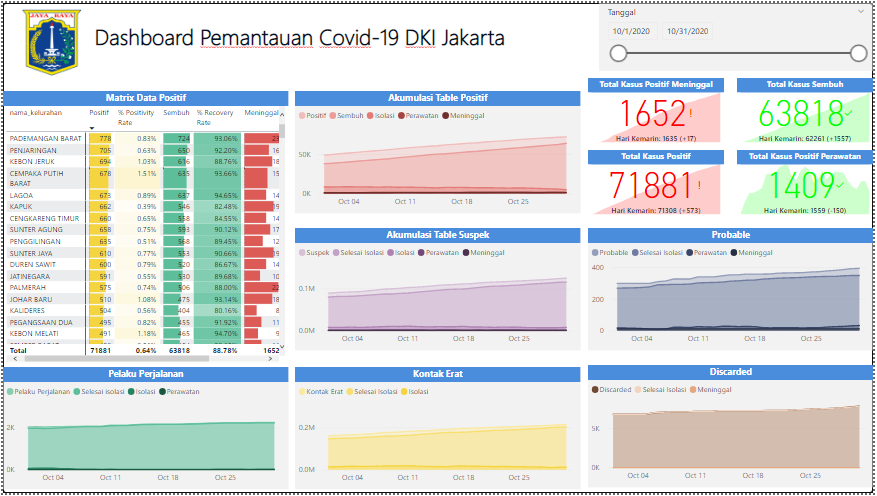 JAYA RAYA
Dashboard Pemantauan Covid-19 DKI Jakarta
Tanggal
10/1/2020 10/31/2020
Matrix Data Positif
nama_kelurahan Positif % Positivity Rate Sembuh % Recovery Rate Meninggal
PADEMANGAN BARAT 778 0.83% 724 93.06% 23
PENJARINGAN 705 0.63% 650 92.20% 16
KEBON JERUK 694 1.03% 616 88.76% 18
CEMPAKA PUTIH BARAT 678 1.51% 635 93.66% 15
LAGOA 673 0.89% 637 94.65% 14
KAPUK 662 0.39% 546 82.48% 19
CENGKARENG TIMUR 660 0.65% 558 84.55% 14
SUNTER AGUNG 658 0.75% 593 90.12% 17
PENGGILINGAN 635 0.51% 568 89.45% 12
SUNTER JAYA 610 0.77% 553 90.66% 19
DUREN SAWIT 600 0.79% 520 86.67% 14
JATINEGARA 591 0.55% 530 89.68% 10
PALMERAH 575 0.74% 506 88.00% 22
JOHAR BARU 510 1.08% 475 93.14% 18
KALIDERES 504 0.56% 404 80.16% 8
PEGANGSAAN DUA 495 0.82% 455 91.92% 11
KEBON MELATI 491 1.18% 465 94.70% 9
Total 71881 0.64% 63818 88.78% 1652
Akumulasi Table Positif
Positif Sembuh Isolasi Perawatan Meninggal
50K
0K
Oct 04 Oct 11 Oct 18 Oct 25
Total Kasus Positif Meninggal
1652!
Hari Kemarin: 1635 (+17)
Total Kasus Sembuh
63818
Hari Kemarin: 62261 (+1557)
Total Kasus Positif
71881!
Hari Kemarin: 71308 (+573)
Total Kasus Positif Perawatan
1409
Hari Kemarin: 1559 (-150)
Akumulasi Table Suspek
Suspek Selesai Isolasi Isolasi Perawatan Meninggal
0.1M
0.0M
Oct 04 Oct 11 Oct 18 Oct 25
Probable
Probable Selesai Isolasi Perawatan Meninggal
400
200
0
Oct 04 Oct 11 Oct 18 Oct 25
Pelaku Perjalanan
Pelaku Perjalanan Selesai Isolasi Isolasi Perawatan
2K
0K
Oct 04 Oct 11 Oct 18 Oct 25
Kontak Erat
Kontak Erat Selesai Isolasi Isolasi
0.2M
0.0M
Oct 04 Oct 11 Oct 18 Oct 25
Discarded
Discarded Selesai Isolasi Meninggal
5K
0K
Oct 04 Oct 11 Oct 18 Oct 25